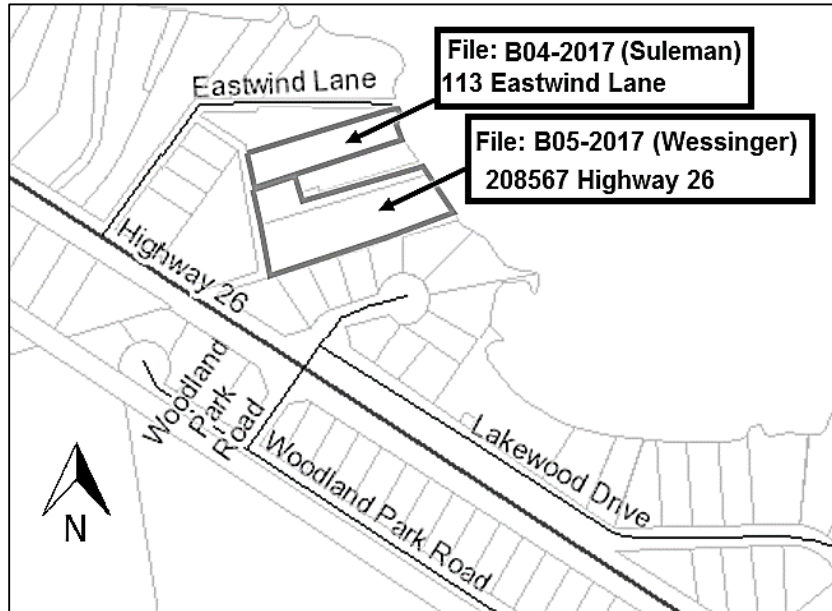 File: B04-2017 (Suleman)
113 Eastwind Lane
Eastwind Lane
File: B05-2017 (Wessinger)
208567 Highway 26
Highway 26
Woodland
Park
Road
Lakewood Drive
Woodland Park Road
N